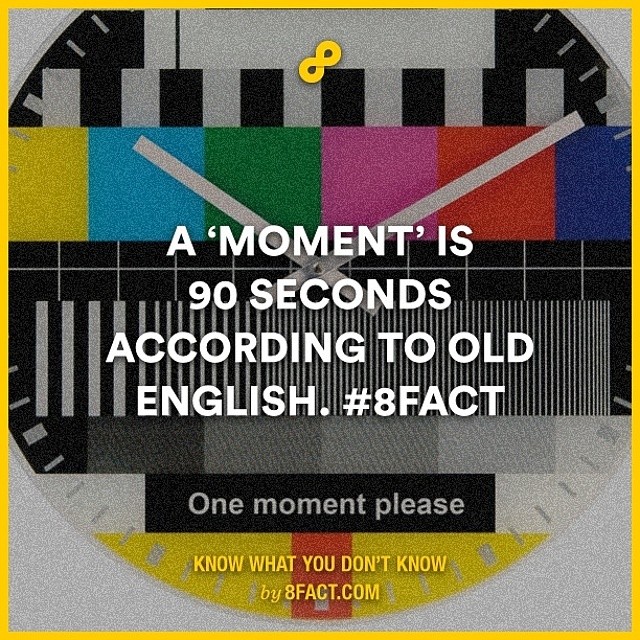 A ‘MOMENT’ IS
90 SECONDS
ACCORDING TO OLD
ENGLISH. #8FACT
One moment please
KNOW WHAT YOU DON’T KNOW
by 8FACT.COM